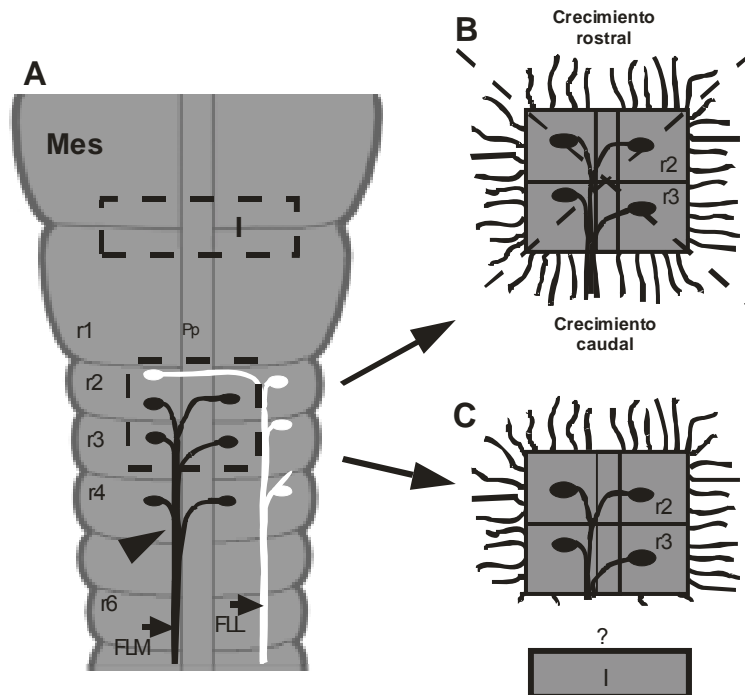 A
Mes
I
r1
Pp
r2
r3
r4
r6
FLM
FLL
B
Crecimiento
rostral
r2
r3
Crecimiento
caudal
C
r2
r3
?
I